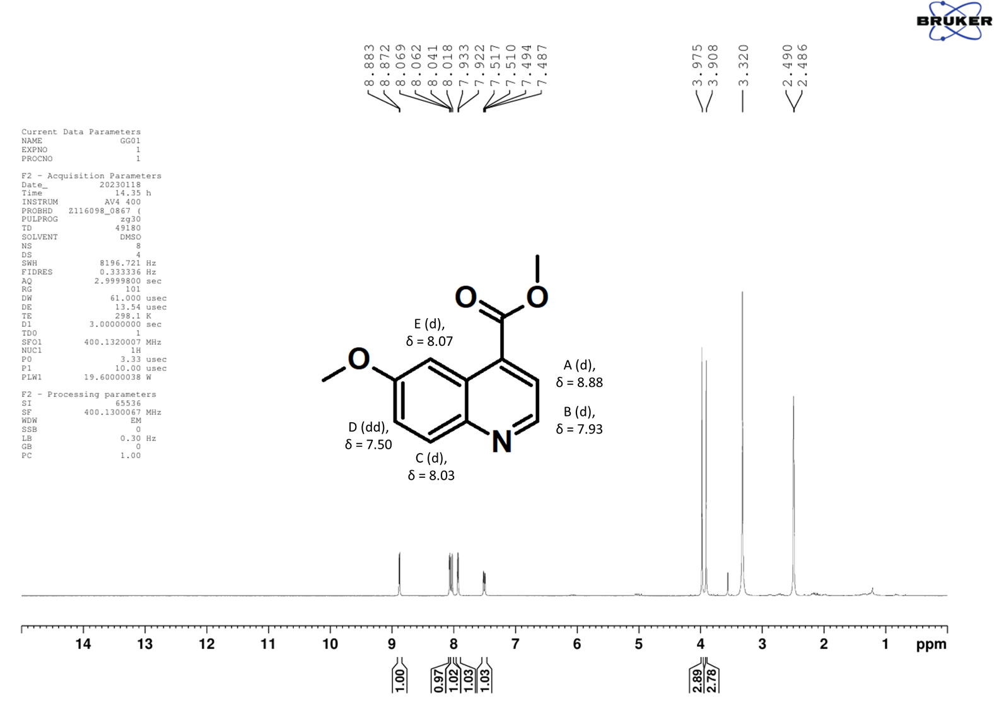 BRUKER
8.883
8.872
8.069
8.062
8.041
8.018
7.933
7.922
7.517
7.510
7.494
7.487
3.975
3.908
3.320
2.490
2.486
Current Data Parameters
NAME GG01
EXPNO 1
PROCNO 1
F2 - Acquisition Parameters
Date_ 20230118
Time 14.35 h
INSTRUM AV4 400
PROBHD Z116098_0867 (
PULPROG zg30
TD 49180
SOLVENT DMSO
NS 8
DS 4
SWH 8196.721 Hz
FIDRES 0.333336 Hz
AQ 2.9999800 sec
RG 101
DW 61.000 usec
DE 13.54 usec
TE 298.1 K
D1 3.00000000 sec
TD0 1
SFO1 400.1320007 MHz
NUC1 1H
P0 3.33 usec
P1 10.00 usec
PLW1 19.60000038 W
F2 - Processing parameters
SI 65536
SF 400.1300067 MHz
WDW EM
SSB 0
LB 0.30 Hz
GB 0
PC 1.00
O
O
E (d),
δ = 8.07
O
A (d),
δ = 8.88
B (d),
δ = 7.93
D (dd),
δ = 7.50
N
C (d),
δ = 8.03
14 13 12 11 10 9 8 7 6 5 4 3 2 1 ppm
1.00
0.97
1.02
1.03
1.03
2.89
2.78